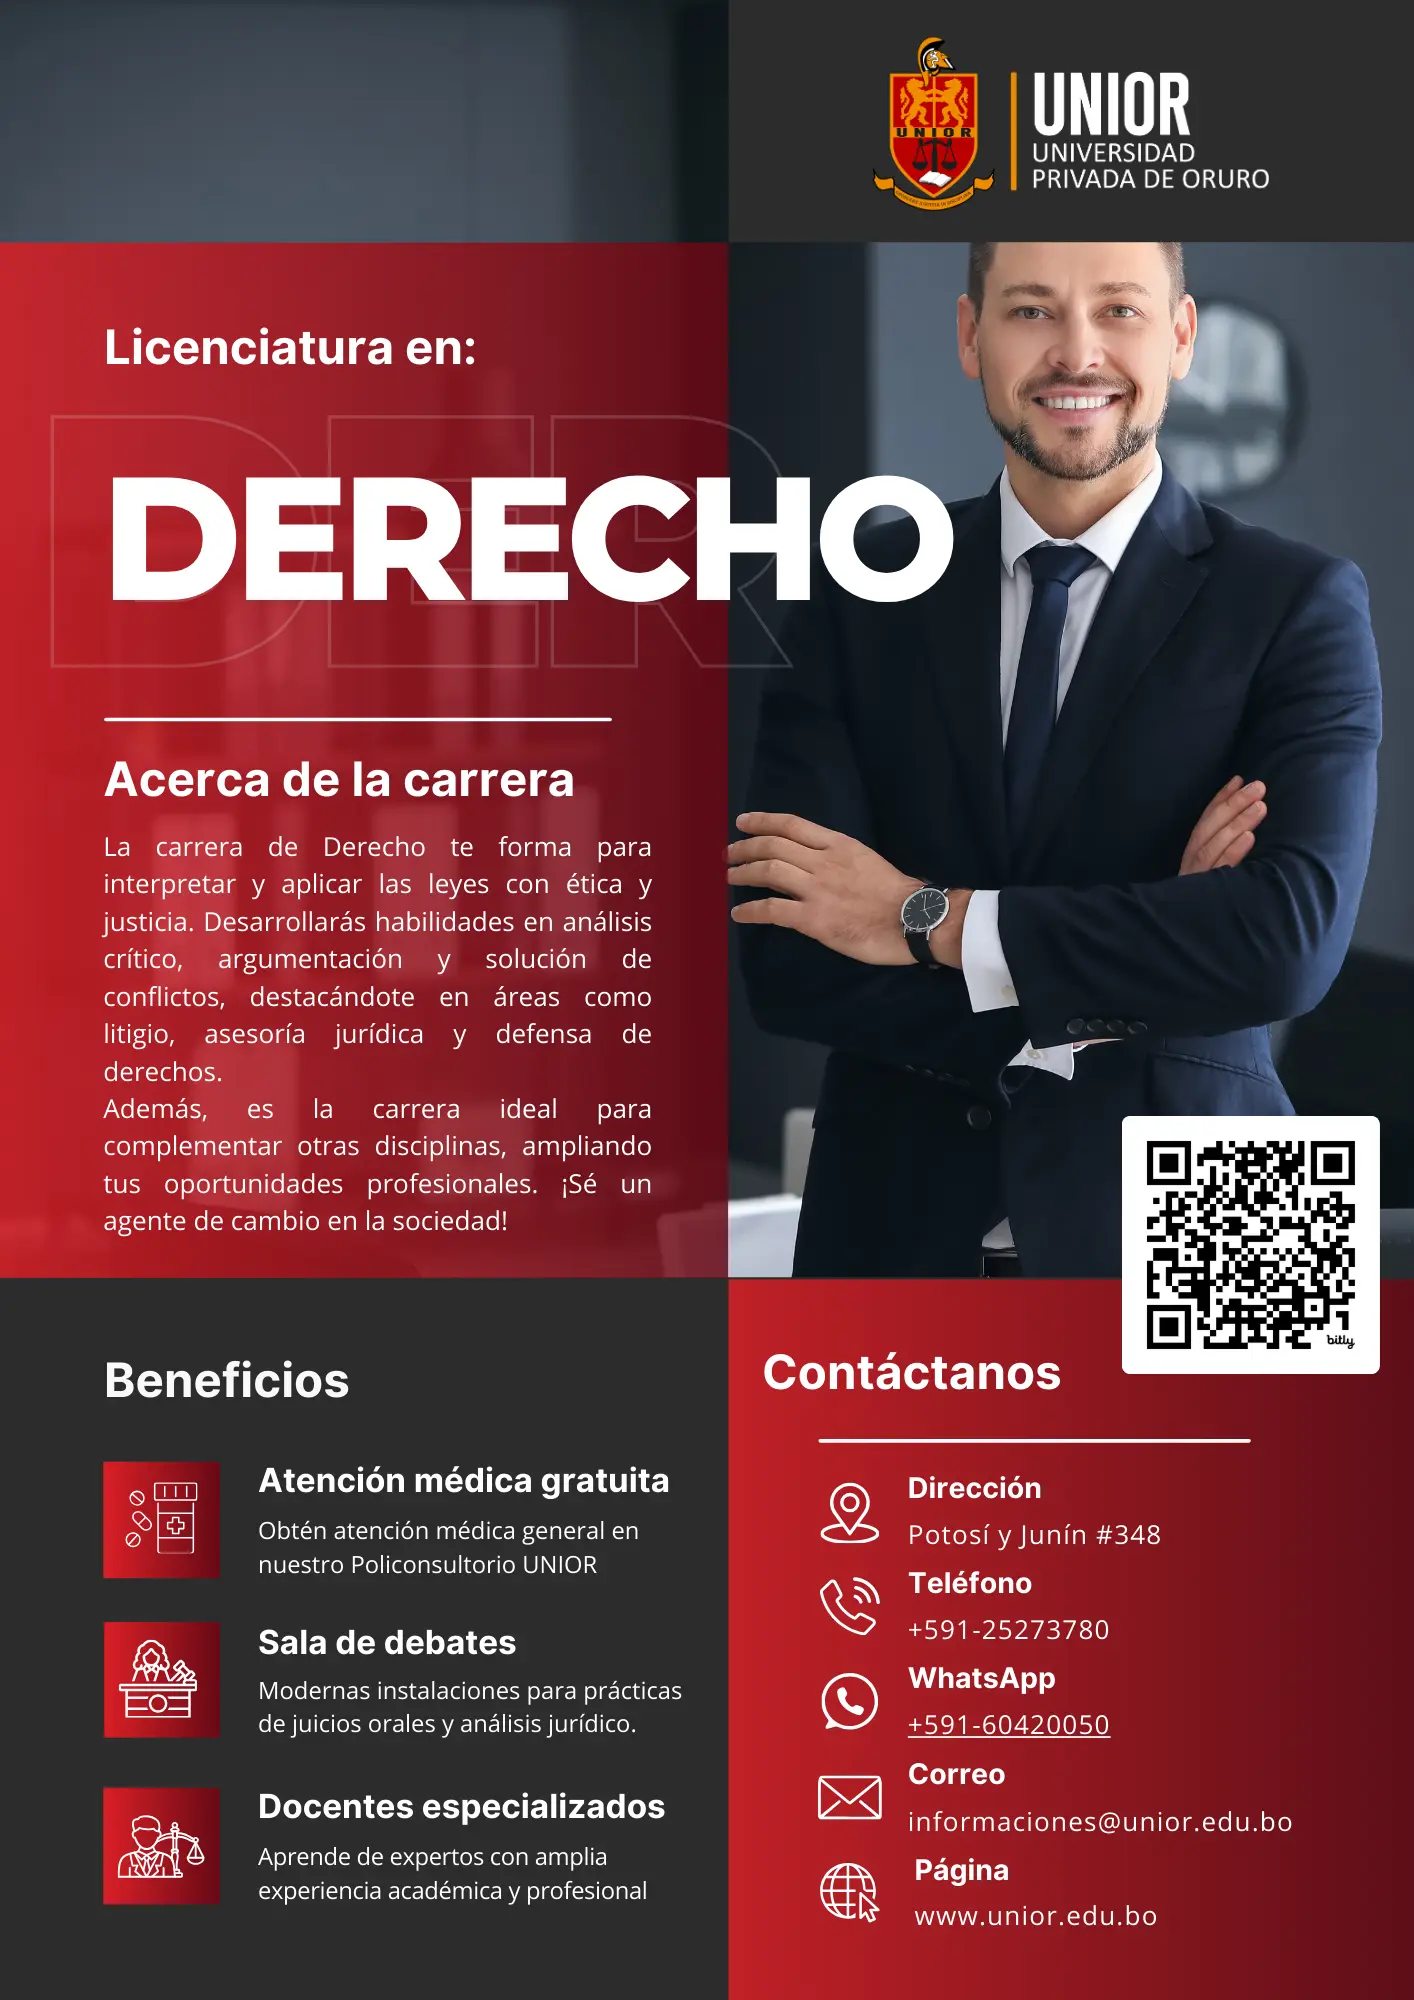 UNIOR
UNIOR
UNIVERSIDAD
PRIVADA DE ORURO
Licenciatura en:
DER
DERECHO
Acerca de la carrera
La carrera de Derecho te forma para
interpretar y aplicar las leyes con ética y
justicia. Desarrollarás habilidades en análisis
crítico, argumentación y solución de
conflictos, destacándote en áreas como
litigio, asesoría jurídica y defensa de
derechos.
Además, es la carrera ideal para
complementar otras disciplinas, ampliando
tus oportunidades profesionales. ¡Sé un
agente de cambio en la sociedad!
bitly
Beneficios
Atención médica gratuita
Obtén atención médica general en
nuestro Policonsultorio UNIOR
Sala de debates
Modernas instalaciones para prácticas
de juicios orales y análisis jurídico.
Docentes especializados
Aprende de expertos con amplia
experiencia académica y profesional
Contáctanos
Dirección
Potosí y Junín #348
Teléfono
+591-25273780
WhatsApp
+591-60420050
Correo
informaciones@unior.edu.bo
Página
www.unior.edu.bo